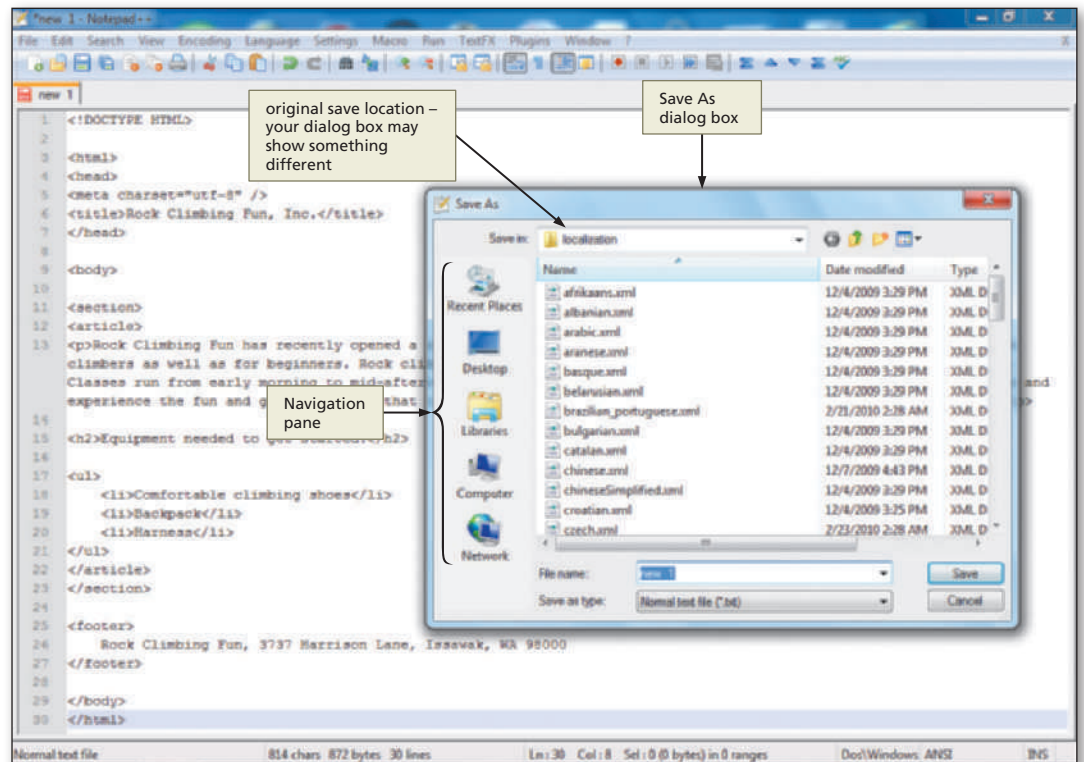 *new 1 - Notepad++
File Edit Search View Encoding Language Settings Macro Run TextFX Plugins Window ? X
new 1
original save location –
your dialog box may
show something
different
Save As
dialog box
1 <!DOCTYPE HTML>
2
3 <html>
4 <head>
5 <meta charset="utf-8" />
6 <title>Rock Climbing Fun, Inc.</title>
7 </head>
8
9 <body>
10
11 <section>
12 <article>
13 <p>Rock Climbing Fun has recently opened a
climbers as well as for beginners. Rock
Classes run from early morning to and
experience the fun and that
14
15 <h2>Equipment needed to get started:</h2>
16
17 <ul>
18 <li>Comfortable climbing shoes</li>
19 <li>Backpack</li>
20 <li>Harness</li>
21 </ul>
22 </article>
23 </section>
24
25 <footer>
26 Rock Climbing Fun, 3737 Harrison Lane, Issawak, WA 98000
27 </footer>
28
29 </body>
30 </html>
Navigation
pane
Save As
Save in: localization
Recent Places
Desktop
Libraries
Computer
Network
Name Date modified Type
afrikaans.xml 12/4/2009 3:29 PM XML D
albanian.xml 12/4/2009 3:29 PM XML D
arabic.xml 12/4/2009 3:29 PM XML D
aranese.xml 12/4/2009 3:29 PM XML D
basque.xml 12/4/2009 3:29 PM XML D
belarusian.xml 12/4/2009 3:29 PM XML D
brazilian_portuguese.xml 2/21/2010 2:28 AM XML D
bulgarian.xml 12/4/2009 3:29 PM XML D
catalan.xml 12/4/2009 3:29 PM XML D
chinese.xml 12/7/2009 4:43 PM XML D
chineseSimplified.xml 12/4/2009 3:29 PM XML D
croatian.xml 12/4/2009 3:25 PM XML D
czech.xml 2/23/2010 2:28 AM XML D
File name: new 1 Save
Save as type: Normal text file (*.txt) Cancel
Normal text file 814 chars 872 bytes 30 lines Ln : 30 Col : 8 Sel : 0 (0 bytes) in 0 ranges Dos\Windows ANSI INS